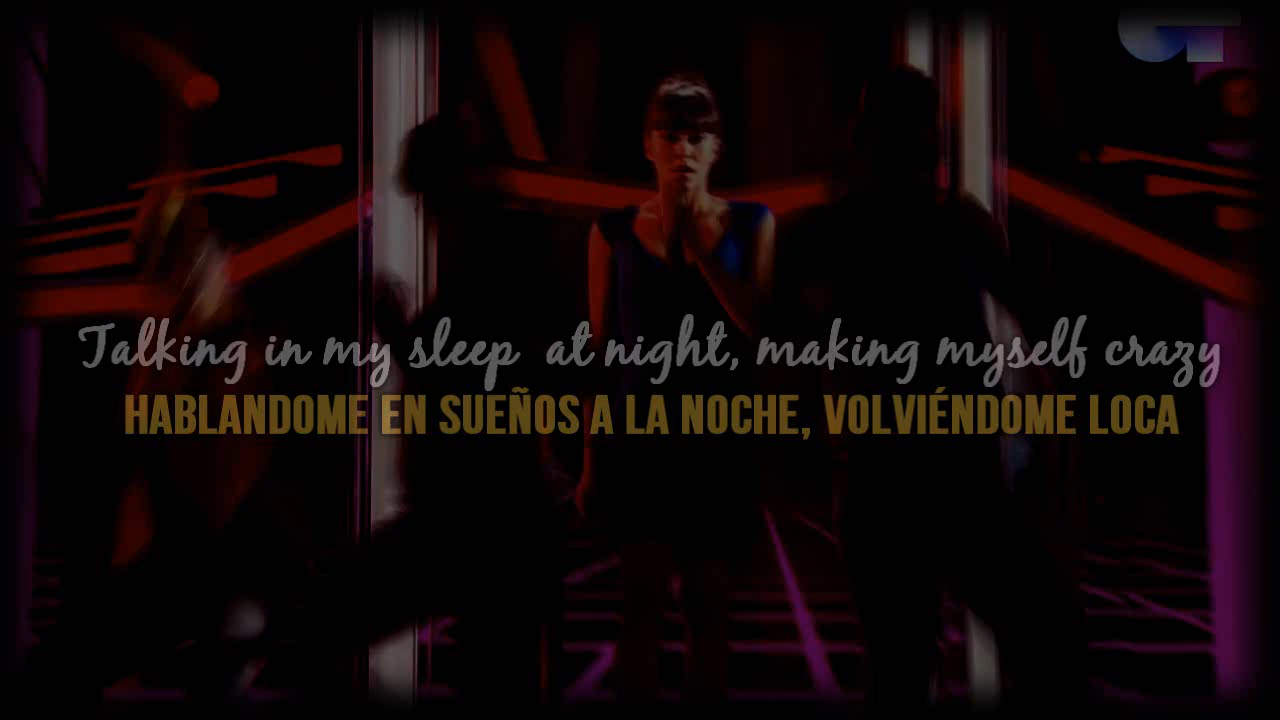 Talking in my sleep at night, making myself crazy
HABLANDOME EN SUEÑOS A LA NOCHE, VOLVIÉNDOME LOCA